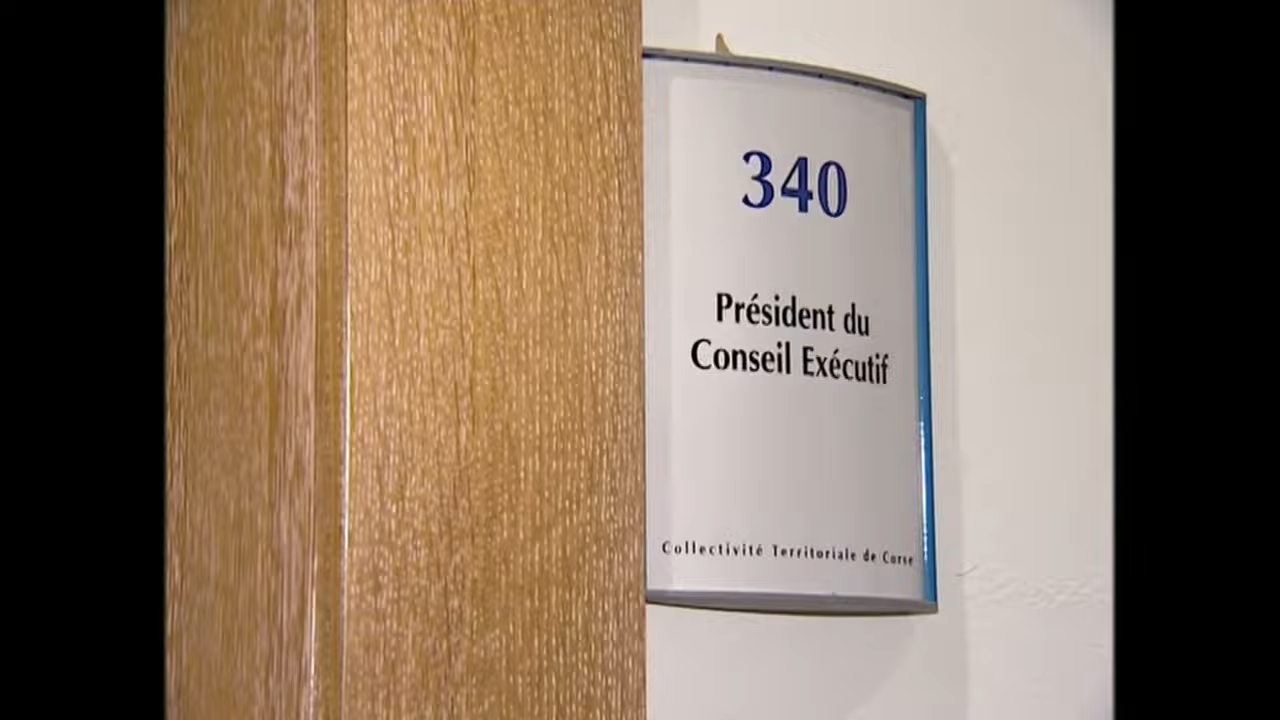 340
Président du
Conseil Exécutif
Collectivité Territoriale de Corse